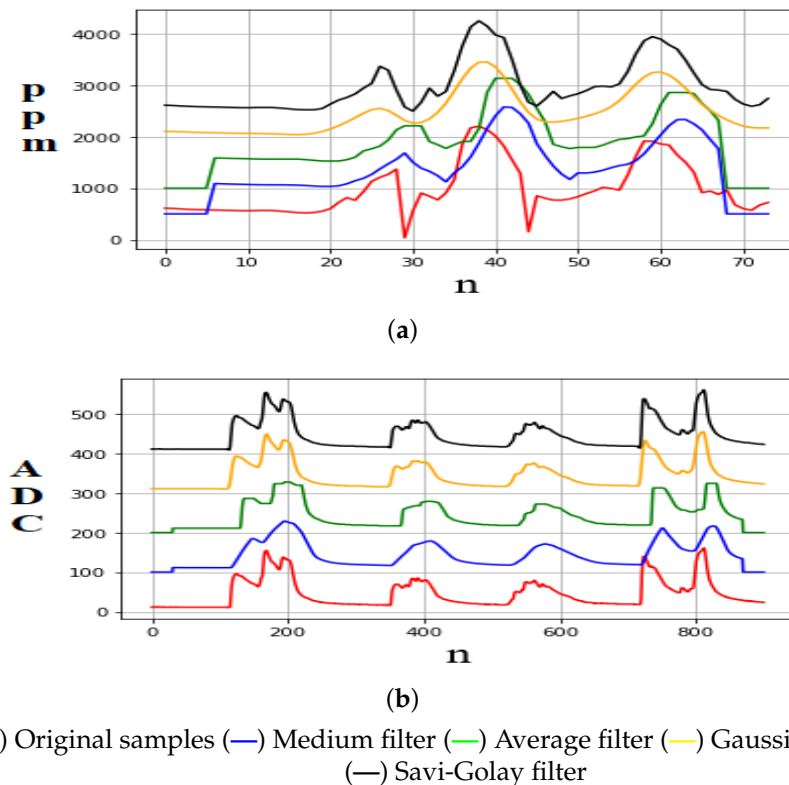 4000
3000
2000
1000
0
p
p
m
0 10 20 30 40 50 60 70
n
(a)
500
400
300
200
100
0
A
D
C
0 200 400 600 800
n
(b)
) Original samples (—) Medium filter (—) Average filter (—) Gaussi
(—) Savi-Golay filter